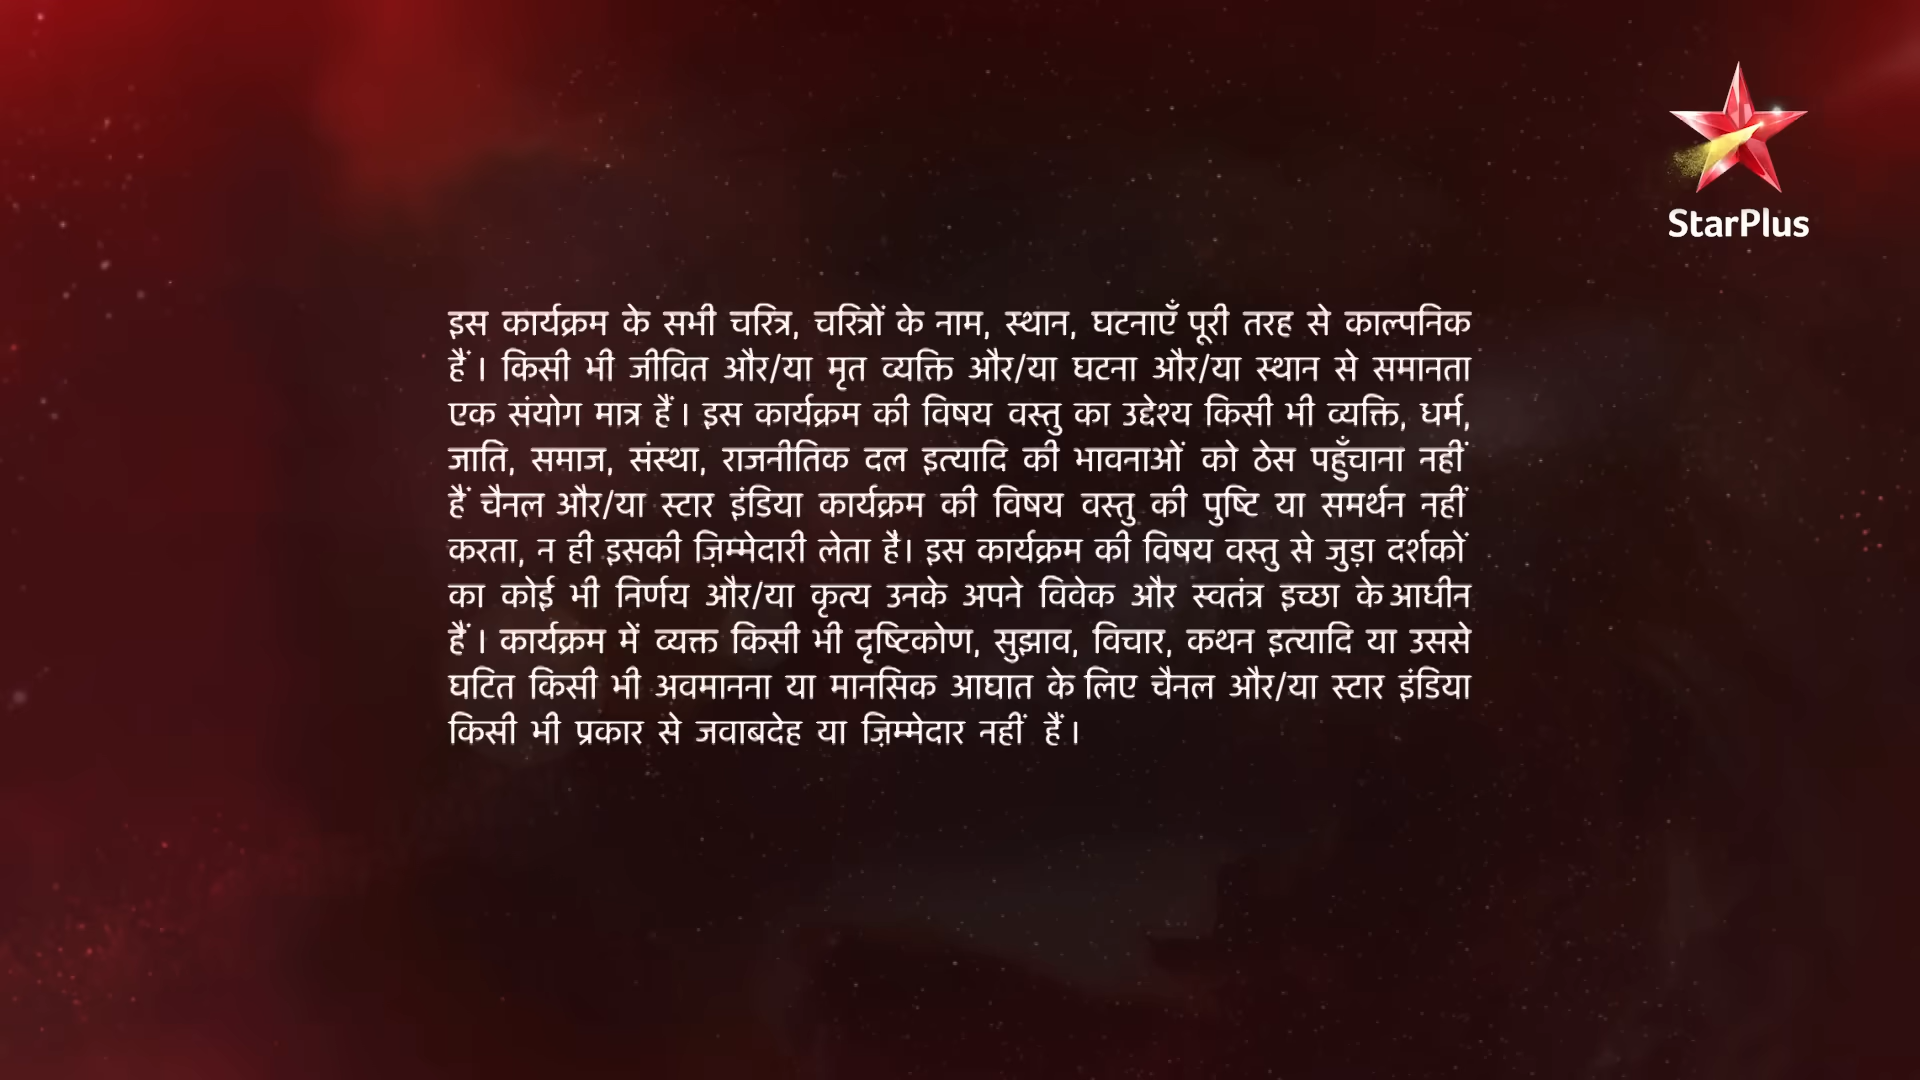 StarPlus
इस कार्यक्रम के सभी चरित्र, चरित्रों के नाम, स्थान, घटनाएँ पूरी तरह से काल्पनिक
हैं। किसी भी जीवित और/या मृत व्यक्ति और/या घटना और/या स्थान से समानता
एक संयोग मात्र हैं। इस कार्यक्रम की विषय वस्तु का उद्देश्य किसी भी व्यक्ति, धर्म,
जाति, समाज, संस्था, राजनीतिक दल इत्यादि की भावनाओं को ठेस पहुँचाना नहीं
हैं चैनल और/या स्टार इंडिया कार्यक्रम की विषय वस्तु की पुष्टि या समर्थन नहीं
करता, न ही इसकी ज़िम्मेदारी लेता है। इस कार्यक्रम की विषय वस्तु से जुड़ा दर्शकों
का कोई भी निर्णय और/या कृत्य उनके अपने विवेक और स्वतंत्र इच्छा के आधीन
हैं। कार्यक्रम में व्यक्त किसी भी दृष्टिकोण, सुझाव, विचार, कथन इत्यादि या उससे
घटित किसी भी अवमानना या मानसिक आघात के लिए चैनल और/या स्टार इंडिया
किसी भी प्रकार से जवाबदेह या ज़िम्मेदार नहीं हैं।